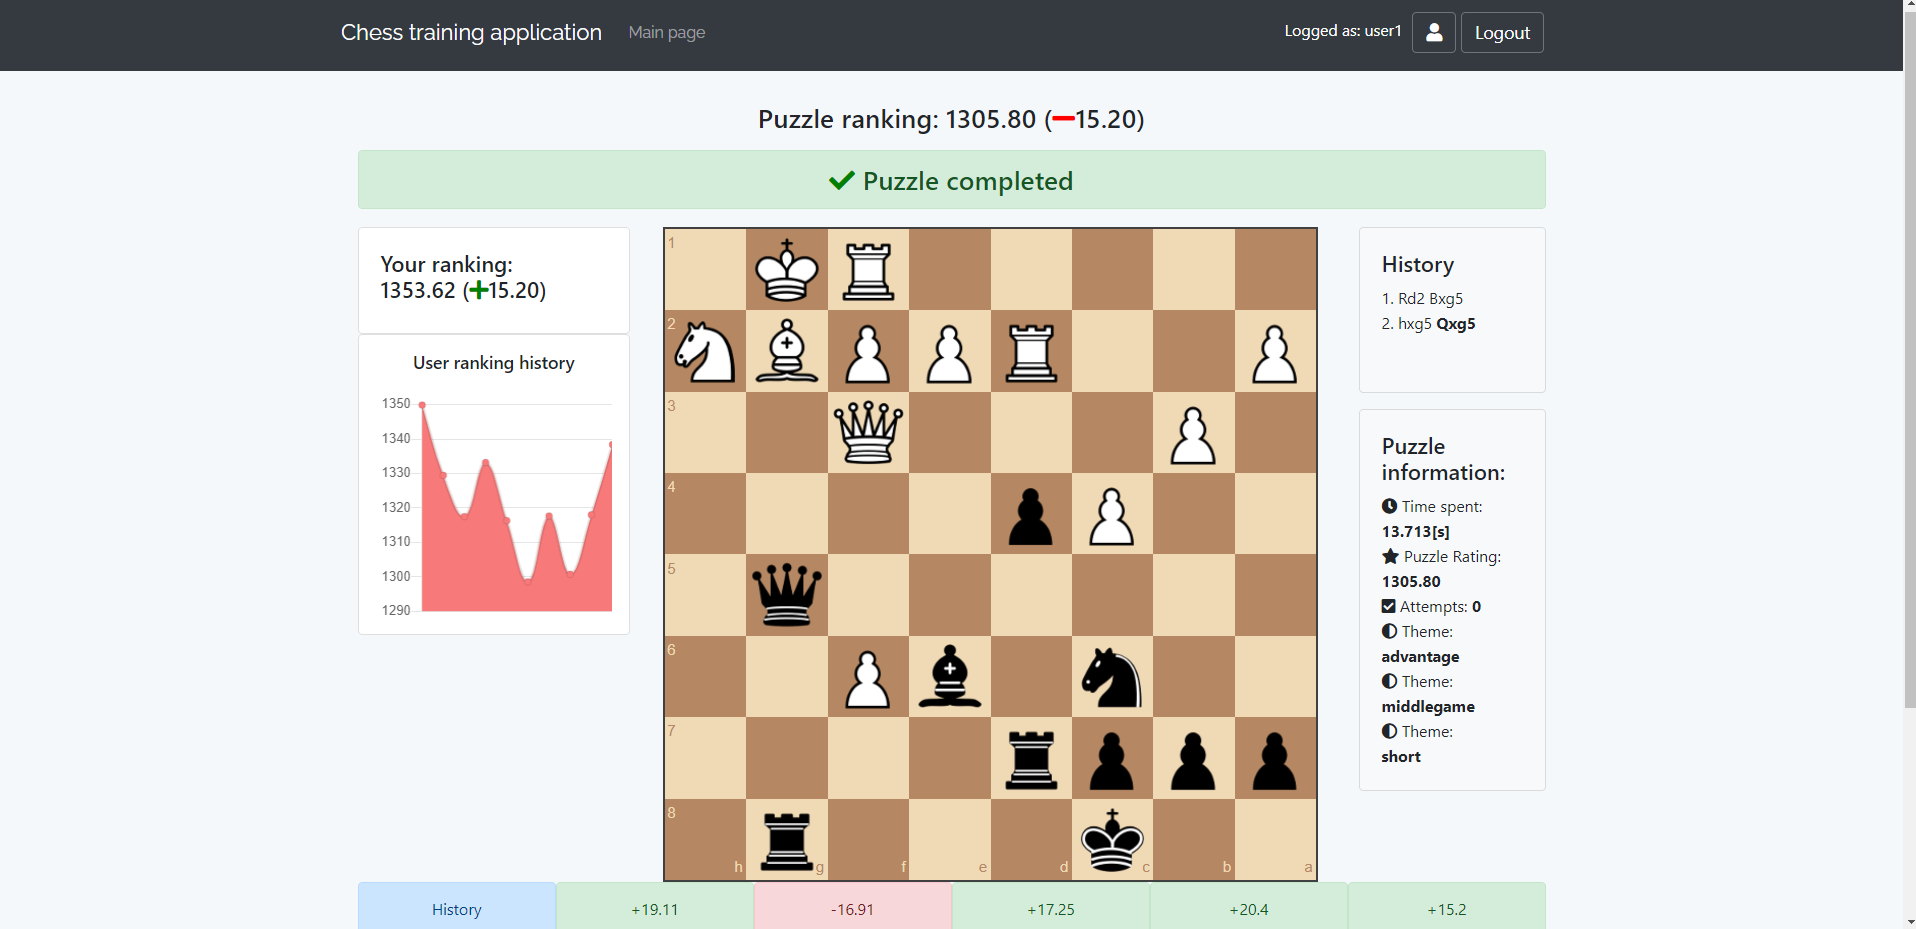 Chess training application
Main page
Logged as: user1
Logout
Puzzle ranking: 1305.80 (−15.20)
Puzzle completed
Your ranking:
1353.62 (+15.20)
User ranking history
1350
1340
1330
1320
1310
1300
1290
1
2
3
4
5
6
7
8
h g f e d c b a
History
1. Rd2 Bxg5
2. hxg5 Qxg5
Puzzle
information:
Time spent:
13.713[s]
Puzzle Rating:
1305.80
Attempts: 0
Theme:
advantage
Theme:
middlegame
Theme:
short
History
+19.11
-16.91
+17.25
+20.4
+15.2